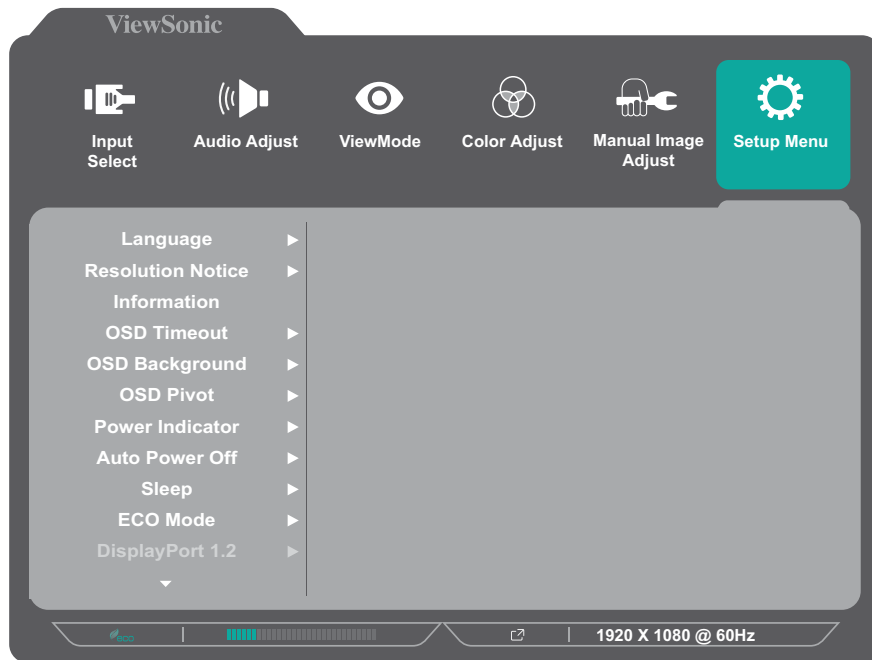 ViewSonic
Input
Select
Audio Adjust
ViewMode
Color Adjust
Manual Image
Adjust
Setup Menu
Language
Resolution Notice
Information
OSD Timeout
OSD Background
OSD Pivot
Power Indicator
Auto Power Off
Sleep
ECO Mode
DisplayPort 1.2
eco
1920 X 1080 @ 60Hz